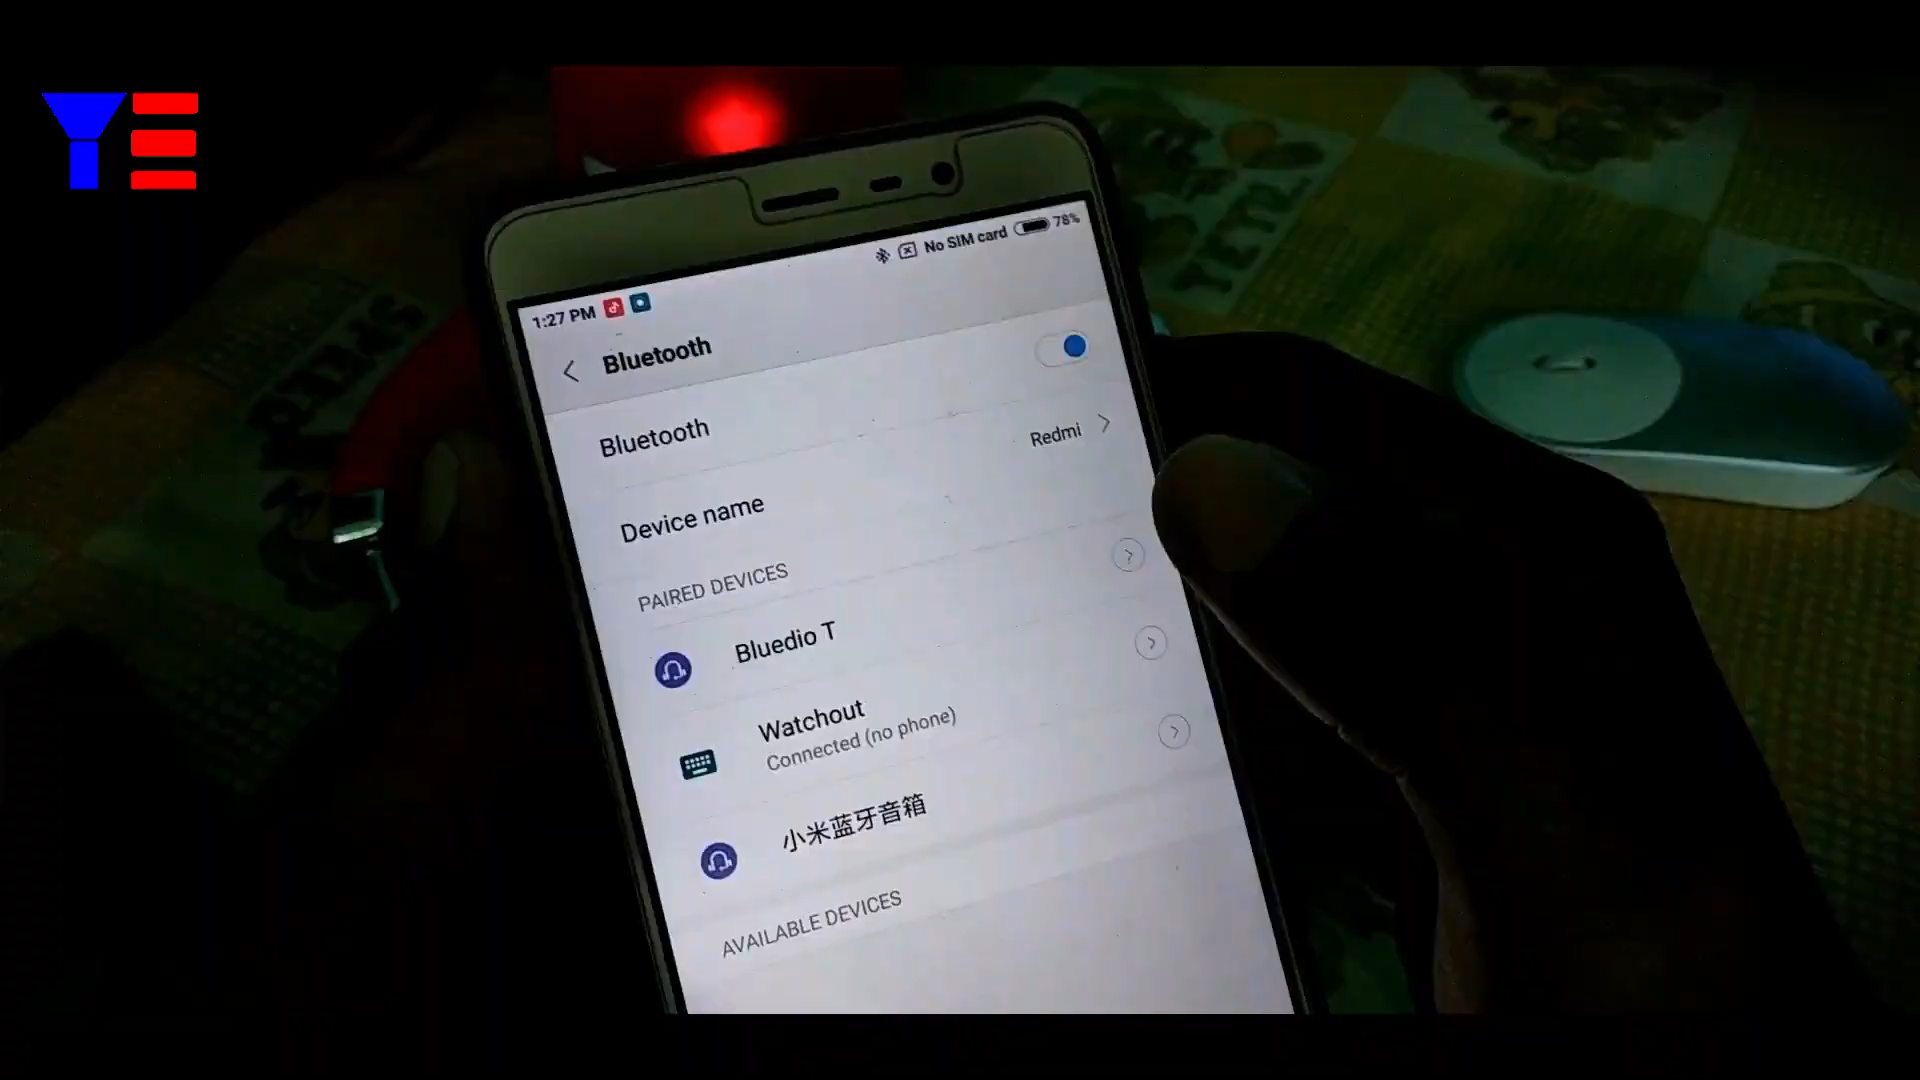 YE
1:27 PM
No SIM card 78%
Bluetooth
Bluetooth
Device name
Redmi
PAIRED DEVICES
Bluedio T
Watchout
Connected (no phone)
小米蓝牙音箱
AVAILABLE DEVICES